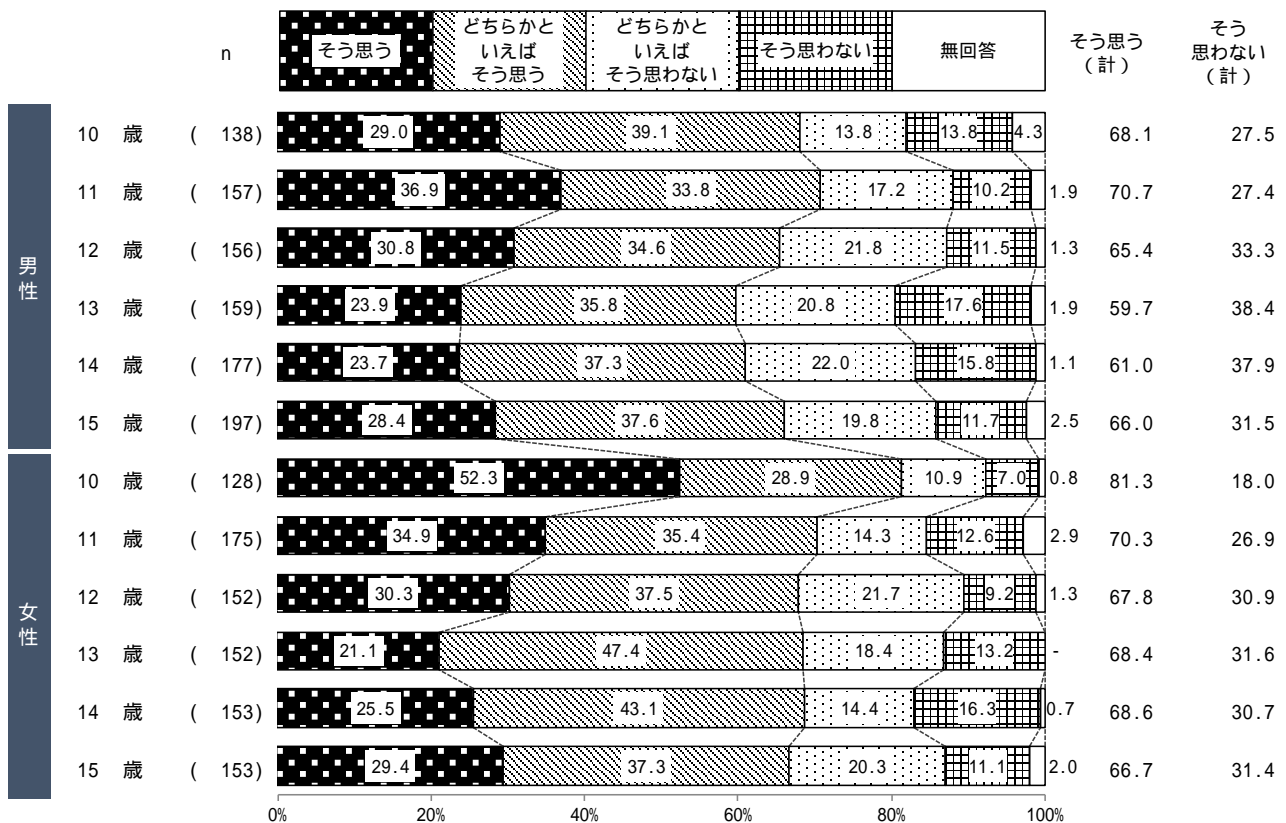 n
そう思う
どちらかと
いえば
そう思う
どちらかと
いえば
そう思わない
そう思わない
無回答
そう思う
(計)
そう
思わない
(計)
男性
10 歳 ( 138) 29.0 39.1 13.8 13.8 4.3 68.1 27.5
11 歳 ( 157) 36.9 33.8 17.2 10.2 1.9 70.7 27.4
12 歳 ( 156) 30.8 34.6 21.8 11.5 1.3 65.4 33.3
13 歳 ( 159) 23.9 35.8 20.8 17.6 1.9 59.7 38.4
14 歳 ( 177) 23.7 37.3 22.0 15.8 1.1 61.0 37.9
15 歳 ( 197) 28.4 37.6 19.8 11.7 2.5 66.0 31.5
女性
10 歳 ( 128) 52.3 28.9 10.9 7.0 0.8 81.3 18.0
11 歳 ( 175) 34.9 35.4 14.3 12.6 2.9 70.3 26.9
12 歳 ( 152) 30.3 37.5 21.7 9.2 1.3 67.8 30.9
13 歳 ( 152) 21.1 47.4 18.4 13.2 - 68.4 31.6
14 歳 ( 153) 25.5 43.1 14.4 16.3 0.7 68.6 30.7
15 歳 ( 153) 29.4 37.3 20.3 11.1 2.0 66.7 31.4
0% 20% 40% 60% 80% 100%